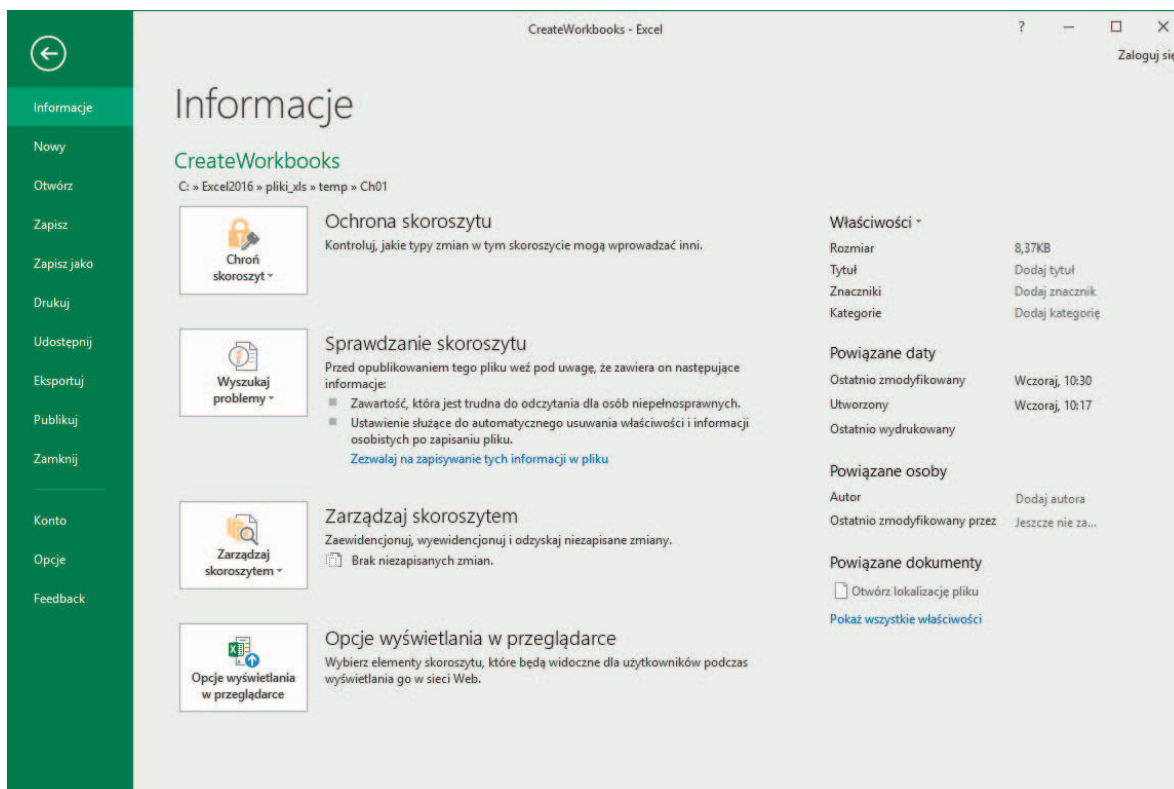 CreateWorkbooks - Excel
?
Zaloguj się
Informacje
Nowy
Otwórz
Zapisz
Zapisz jako
Drukuj
Udostępnij
Eksportuj
Publikuj
Zamknij
Konto
Opcje
Feedback
Informacje
CreateWorkbooks
C: » Excel2016 » pliki_xls » temp » Ch01
Chroń
skoroszyt
Ochrona skoroszytu
Kontroluj, jakie typy zmian w tym skoroszycie mogą wprowadzać inni.
Wyszukaj
problemy
Sprawdzanie skoroszytu
Przed opublikowaniem tego pliku weź pod uwagę, że zawiera on następujące
informacje:
Zawartość, która jest trudna do odczytania dla osób niepełnosprawnych.
Ustawienie służące do automatycznego usuwania właściwości i informacji
osobistych po zapisaniu pliku.
Zezwalaj na zapisywanie tych informacji w pliku
Zarządzaj
skoroszytem
Zarządzaj skoroszytem
Zaewidencjonuj, wyewidencjonuj i odzyskaj niezapisane zmiany.
Brak niezapisanych zmian.
Opcje wyświetlania
w przeglądarce
Opcje wyświetlania w przeglądarce
Wybierz elementy skoroszytu, które będą widoczne dla użytkowników podczas
wyświetlania go w sieci Web.
Właściwości
Rozmiar 8,37KB
Tytuł Dodaj tytuł
Znaczniki Dodaj znacznik
Kategorie Dodaj kategorię
Powiązane daty
Ostatnio zmodyfikowany Wczoraj, 10:30
Utworzony Wczoraj, 10:17
Ostatnio wydrukowany
Powiązane osoby
Autor Dodaj autora
Ostatnio zmodyfikowany przez Jeszcze nie za...
Powiązane dokumenty
Otwórz lokalizację pliku
Pokaż wszystkie właściwości